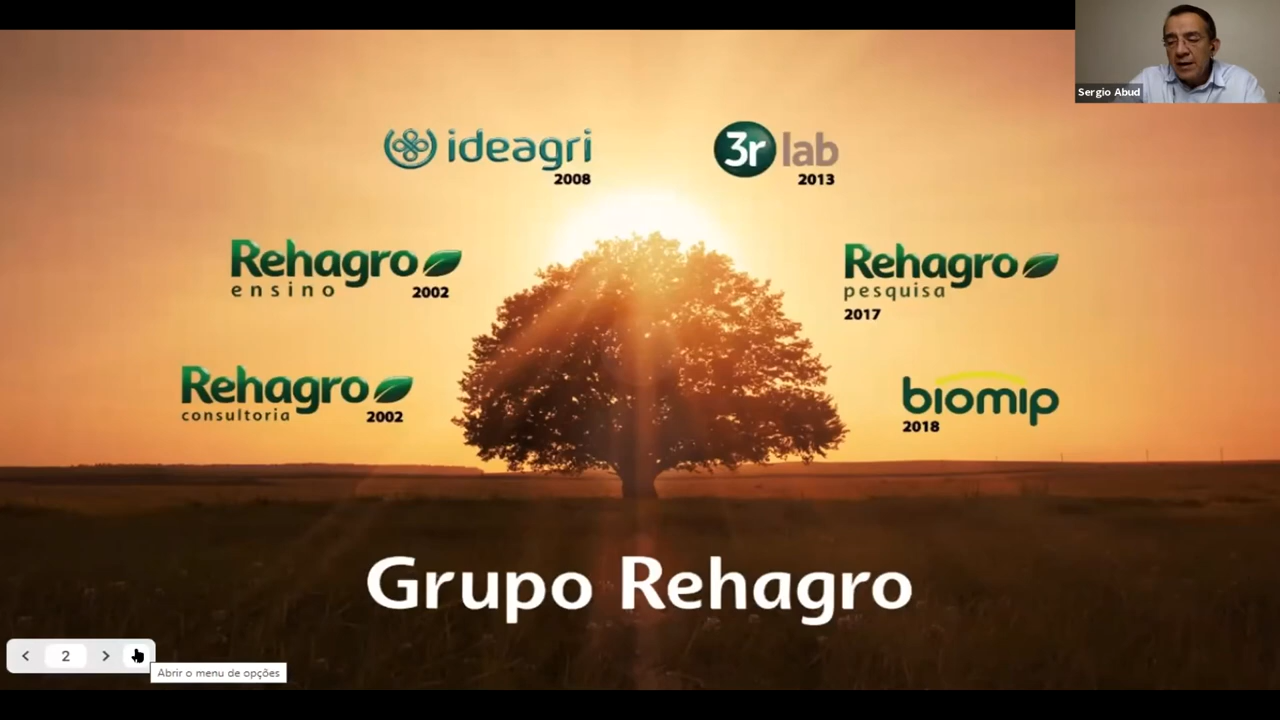 Sergio Abud
ideagri
2008
3r lab
2013
Rehagro
ensino
2002
Rehagro
pesquisa
2017
Rehagro
consultoria
2002
biomip
2018
Grupo Rehagro
2
Abrir o menu de opções